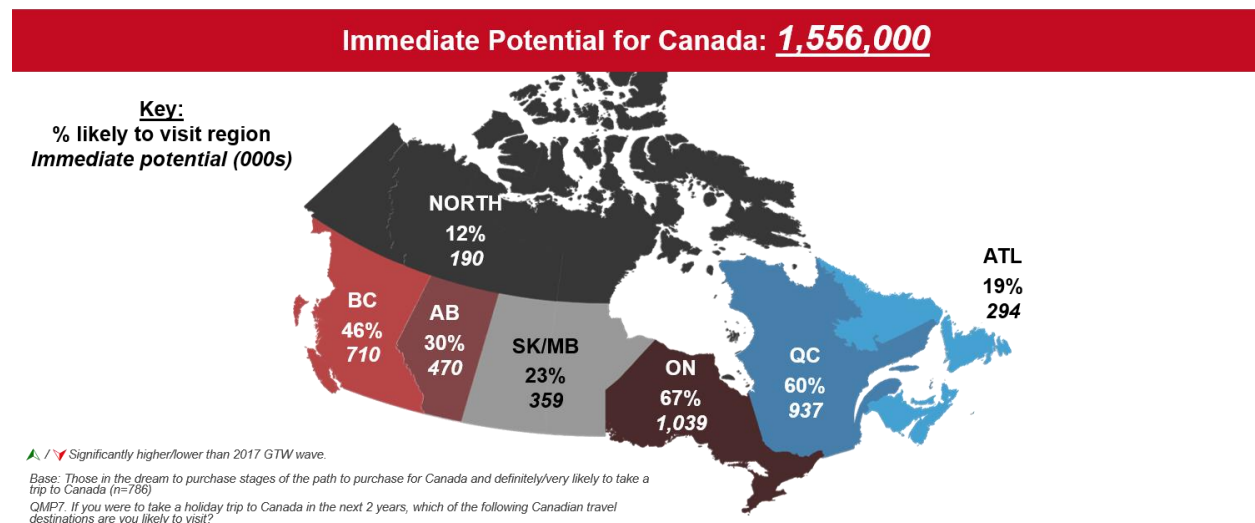 Immediate Potential for Canada: 1,556,000
Key:
% likely to visit region
Immediate potential (000s)
NORTH
12%
190
BC
46%
710
AB
30%
470
SK/MB
23%
359
ON
67%
1,039
QC
60%
937
ATL
19%
294
/ Significantly higher/lower than 2017 GTW wave.
Base: Those in the dream to purchase stages of the path to purchase for Canada and definitely/very likely to take a
trip to Canada (n=786)
QMP7. If you were to take a holiday trip to Canada in the next 2 years, which of the following Canadian travel
destinations are you likely to visit?